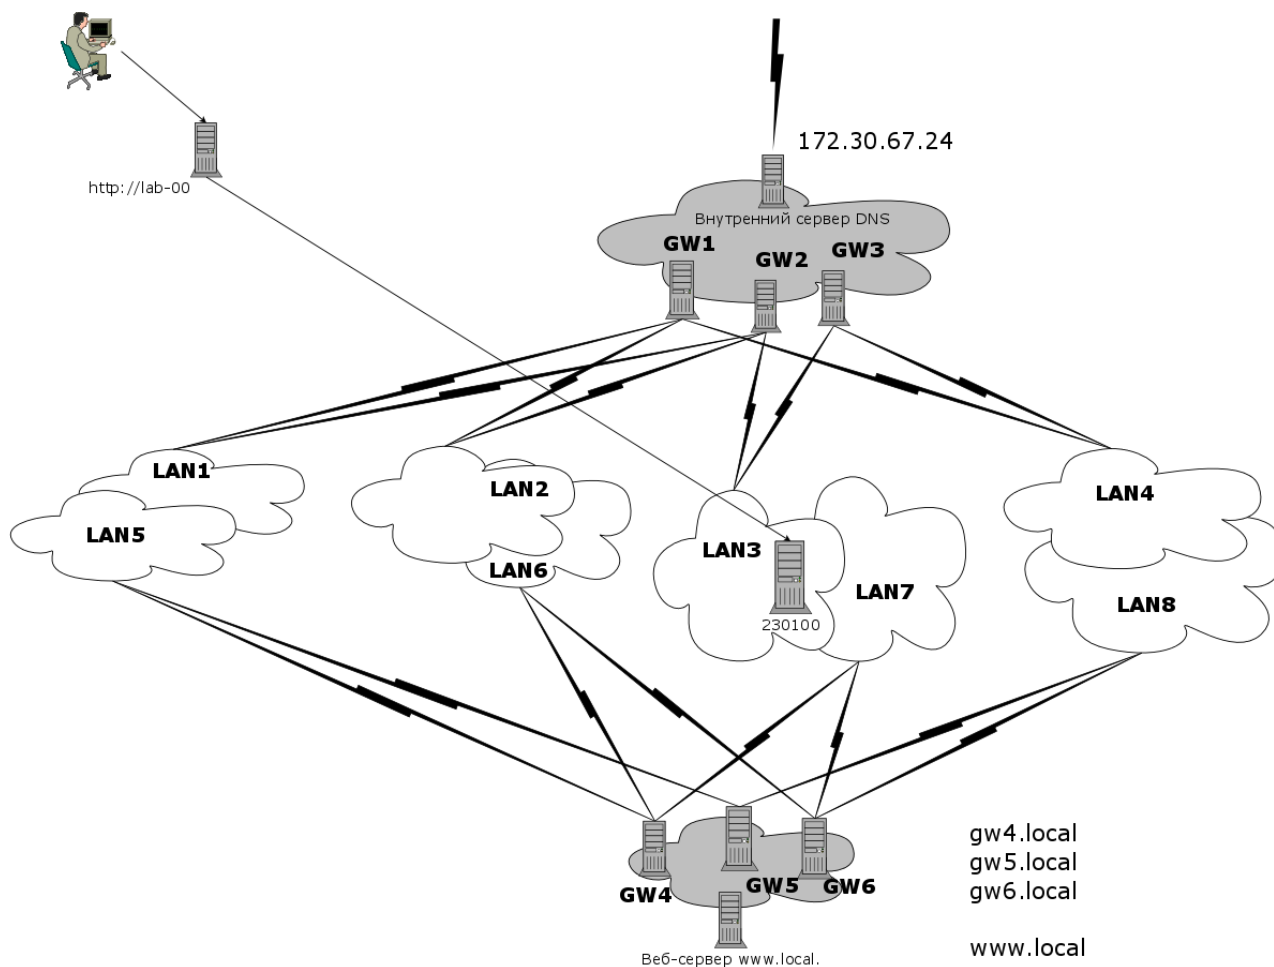 172.30.67.24
http://lab-00
Внутренний сервер DNS
GW1
GW2
GW3
LAN1
LAN2
LAN3
LAN4
LAN5
LAN6
LAN7
LAN8
230100
GW4
GW5
GW6
Веб-сервер www.local.
gw4.local
gw5.local
gw6.local
www.local